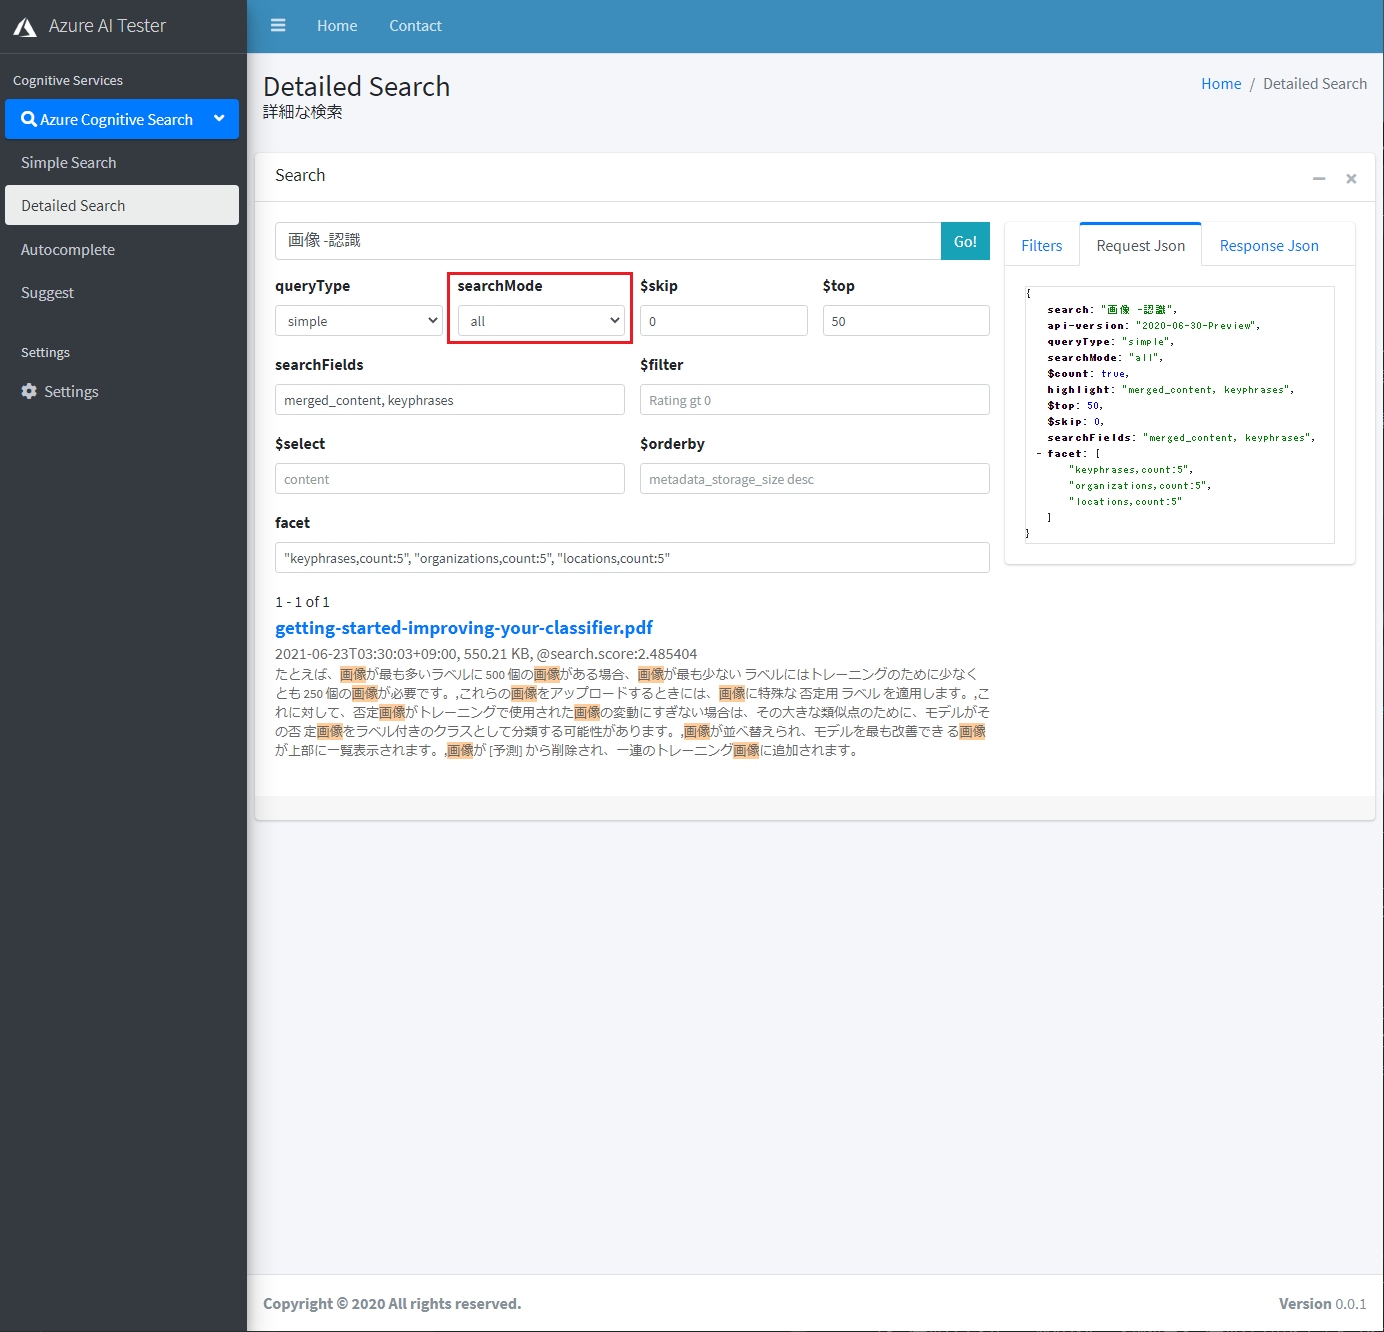 Azure AI Tester
Home
Contact
Cognitive Services
Azure Cognitive Search
Simple Search
Detailed Search
Autocomplete
Suggest
Settings
Settings
Detailed Search
詳細な検索
Home / Detailed Search
Search
画像 -認識
Go!
queryType
searchMode
$skip
$top
simple
all
0
50
searchFields
$filter
merged_content, keyphrases
Rating gt 0
$select
$orderby
content
metadata_storage_size desc
facet
"keyphrases,count:5", "organizations,count:5", "locations,count:5"
1 - 1 of 1
getting-started-improving-your-classifier.pdf
2021-06-23T03:30:03+09:00, 550.21 KB, @search.score:2.485404
たとえば、画像が最も多いラベルに 500 個の画像がある場合、画像が最も少ない ラベルにはトレーニングのために少なく
とも 250 個の画像が必要です。,これらの画像をアップロードするときには、画像に特殊な 否定用 ラベル を適用します。,こ
れに対して、否定画像がトレーニングで使用された画像の変動にすぎない場合は、その大きな類似点のために、モデルがそ
の否 定画像をラベル付きのクラスとして分類する可能性があります。,画像が並べ替えられ、モデルを最も改善でき る画像
が上部に一覧表示されます。,画像が [予測] から削除され、一連のトレーニング画像に追加されます。
Filters
Request Json
Response Json
{
search: "画像 -認識",
api-version: "2020-06-30-Preview",
queryType: "simple",
searchMode: "all",
$count: true,
highlight: "merged_content, keyphrases",
$top: 50,
$skip: 0,
searchFields: "merged_content, keyphrases",
- facet: [
"keyphrases,count:5",
"organizations,count:5",
"locations,count:5"
]
}
Copyright © 2020 All rights reserved.
Version 0.0.1